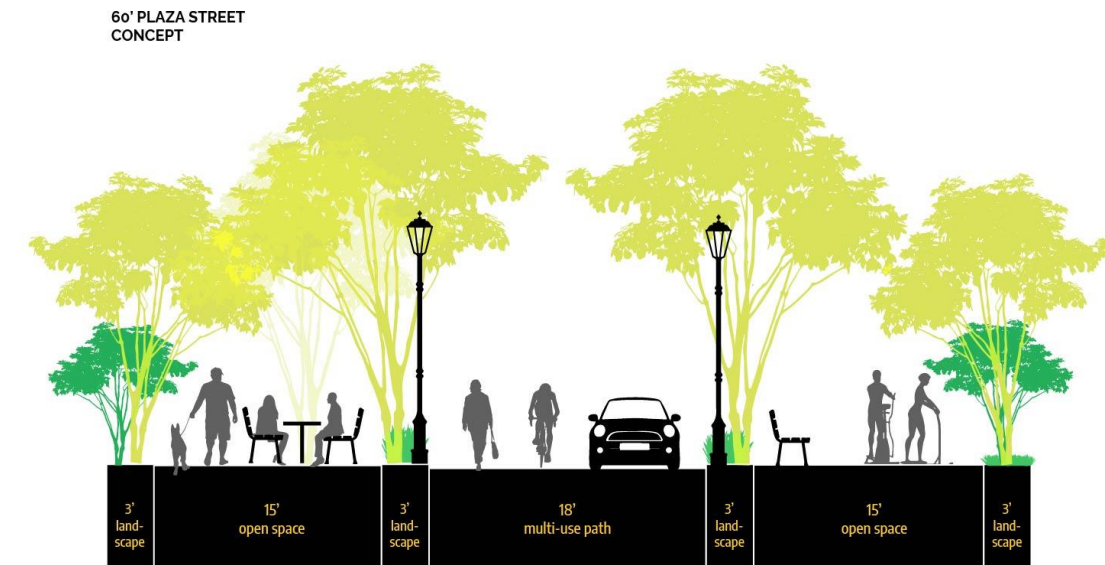 60' PLAZA STREET
CONCEPT
3'
land-
scape
15'
open space
3'
land-
scape
18'
multi-use path
3'
land-
scape
15'
open space
3'
land-
scape